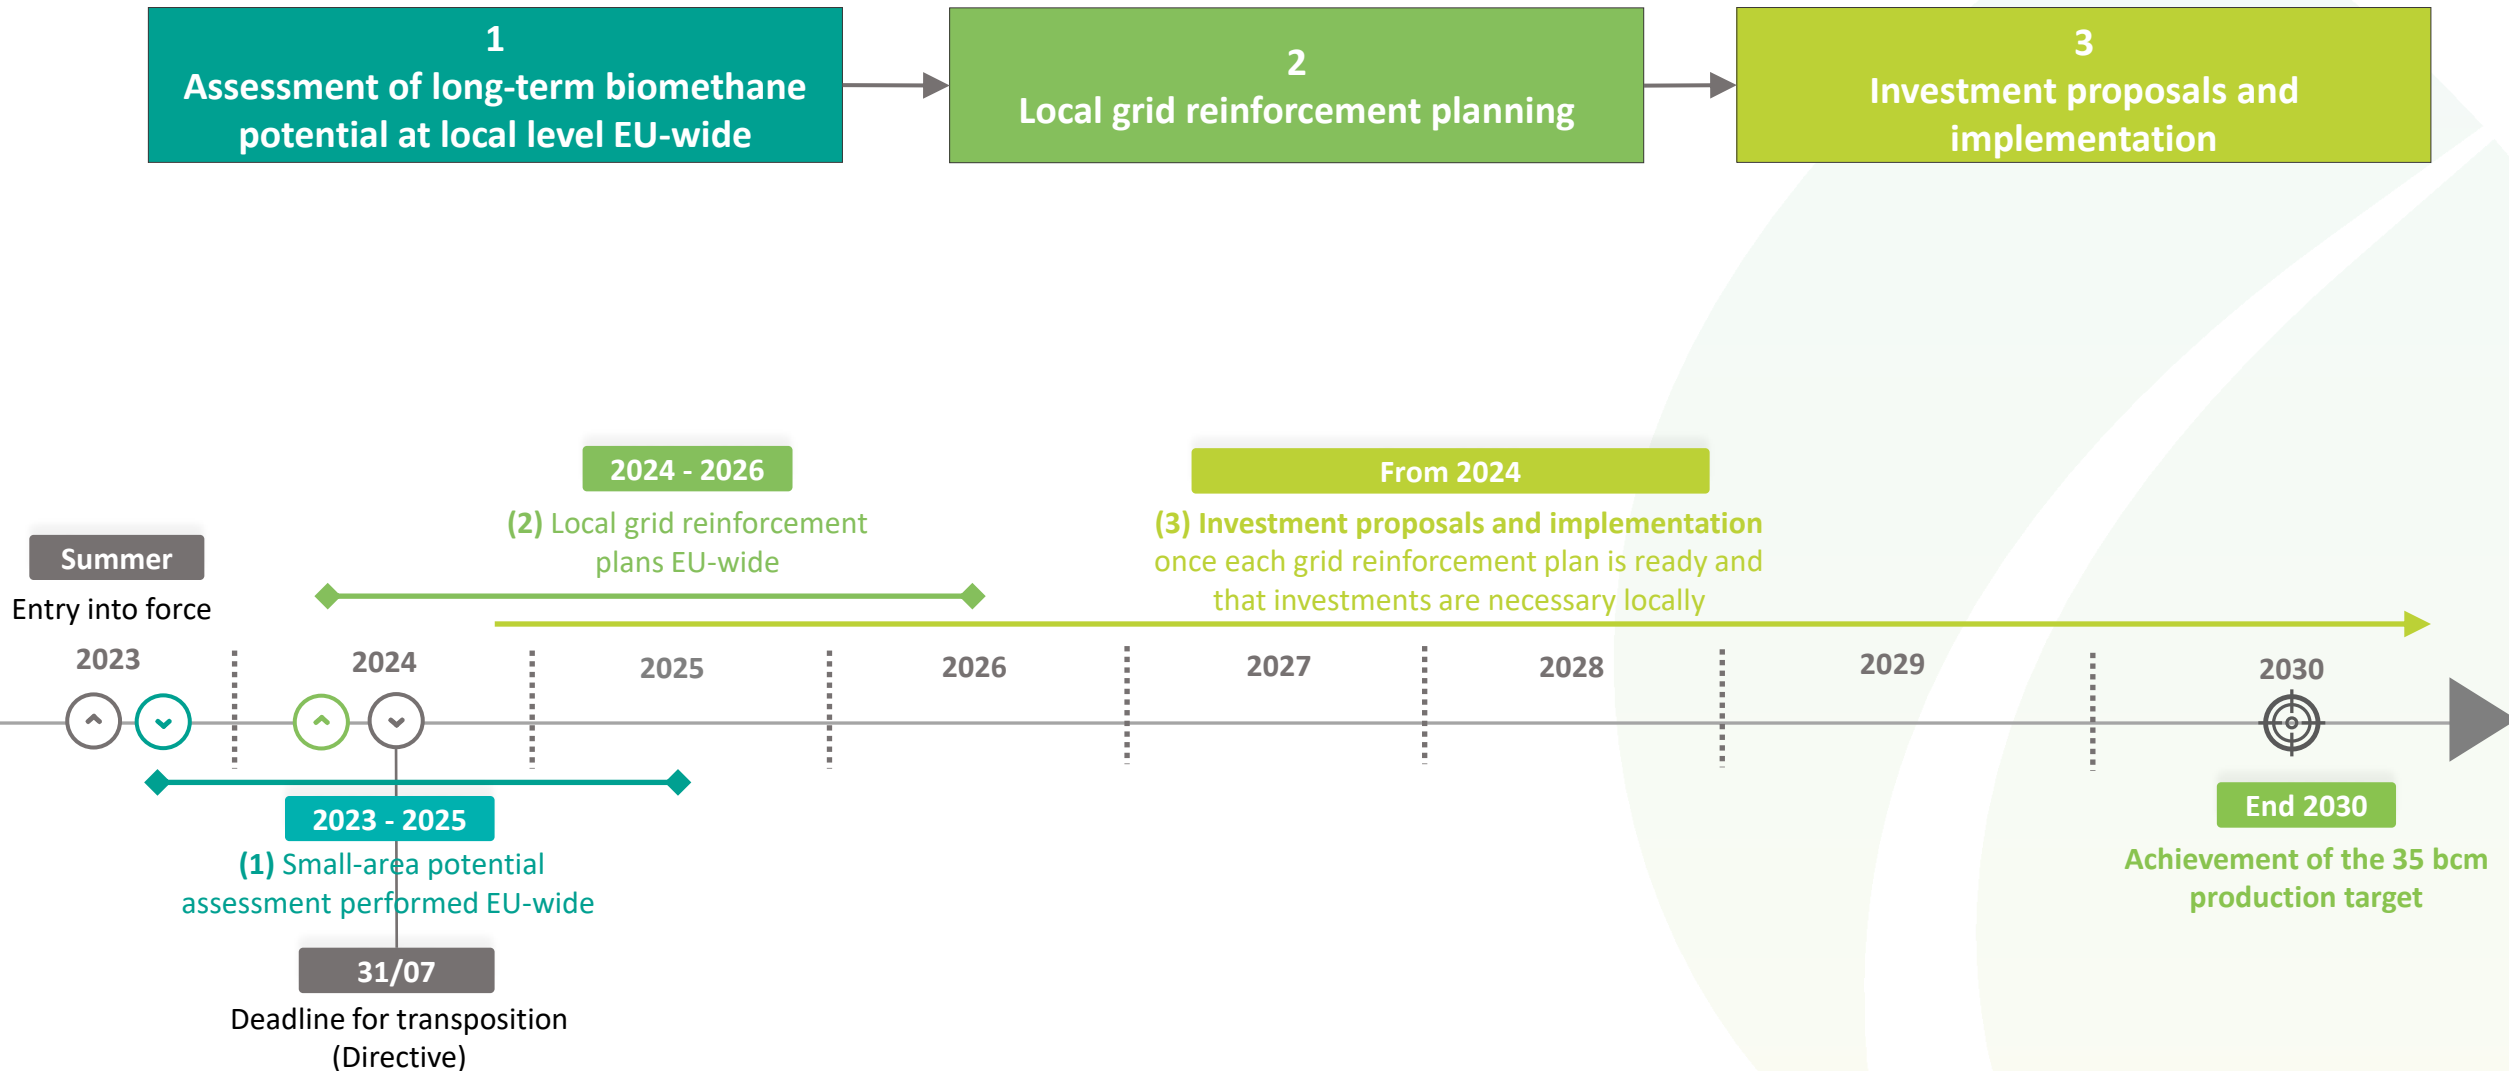 1
Assessment of long-term biomethane
potential at local level EU-wide
2
Local grid reinforcement planning
3
Investment proposals and
implementation
2024 - 2026
(2) Local grid reinforcement
plans EU-wide
From 2024
(3) Investment proposals and implementation
once each grid reinforcement plan is ready and
that investments are necessary locally
Summer
Entry into force
2023
2024
2025
2026
2027
2028
2029
2030
2023 - 2025
(1) Small-area potential
assessment performed EU-wide
31/07
Deadline for transposition
(Directive)
End 2030
Achievement of the 35 bcm
production target